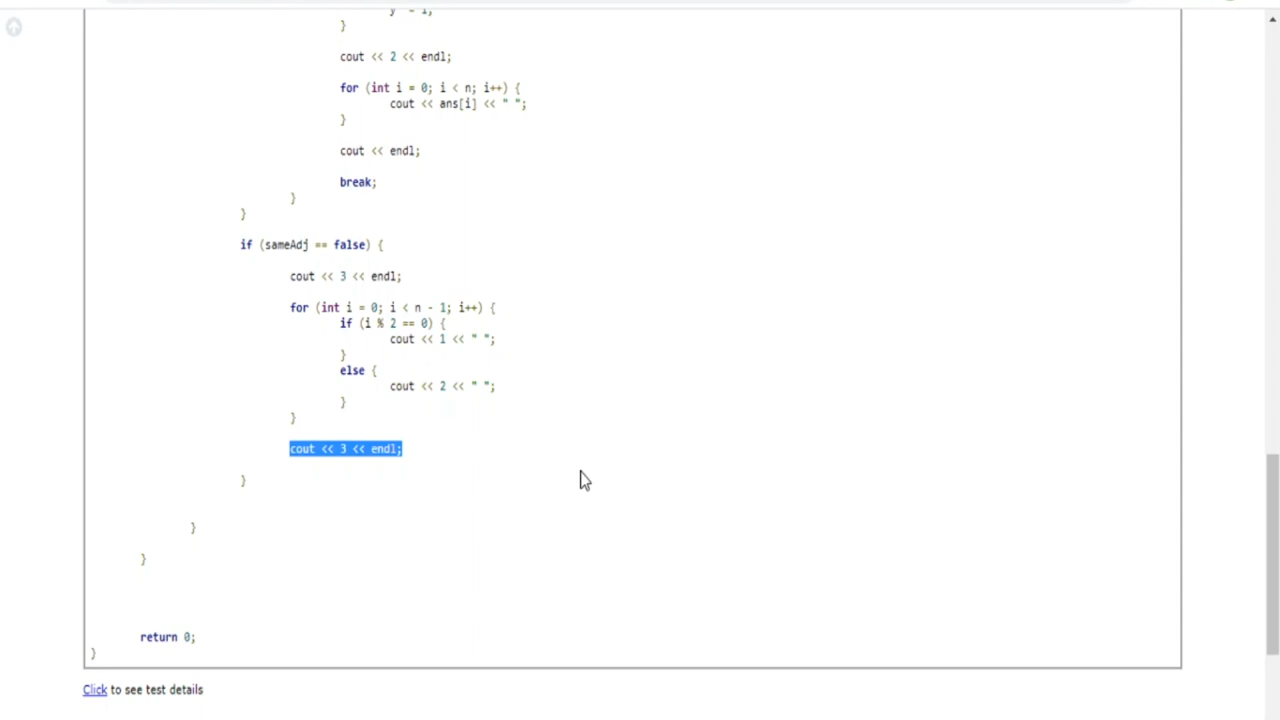 }
cout << 2 << endl;
for (int i = 0; i < n; i++) {
cout << ans[i] << " ";
}
cout << endl;
break;
}
}
if (sameAdj == false) {
cout << 3 << endl;
for (int i = 0; i < n - 1; i++) {
if (i % 2 == 0) {
cout << 1 << " ";
}
else {
cout << 2 << " ";
}
}
cout << 3 << endl;
}
}
}
return 0;
}
Click to see test details